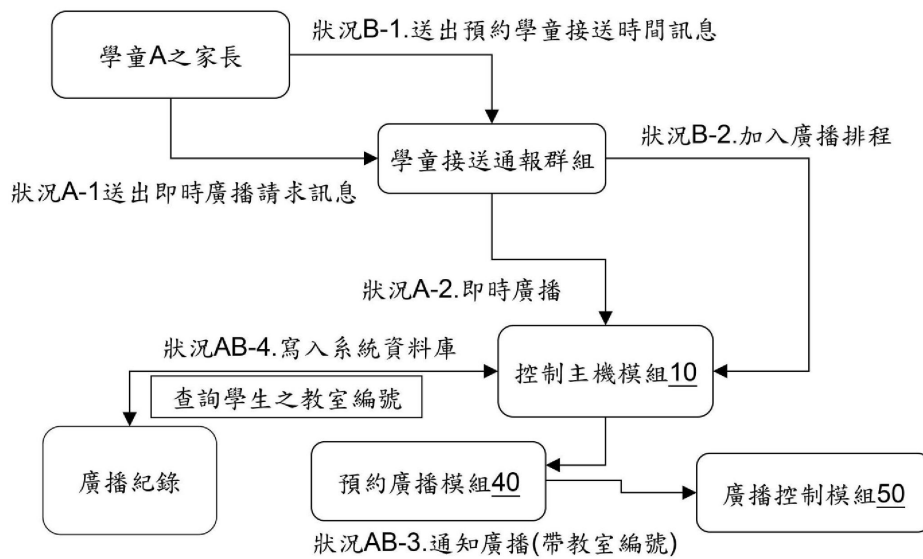 狀況B-1.送出預約學童接送時間訊息
學童A之家長
學童接送通報群組
狀況B-2.加入廣播排程
狀況A-1送出即時廣播請求訊息
狀況A-2.即時廣播
狀況AB-4.寫入系統資料庫
控制主機模組10
查詢學生之教室編號
廣播紀錄
預約廣播模組40
廣播控制模組50
狀況AB-3.通知廣播(帶教室編號)